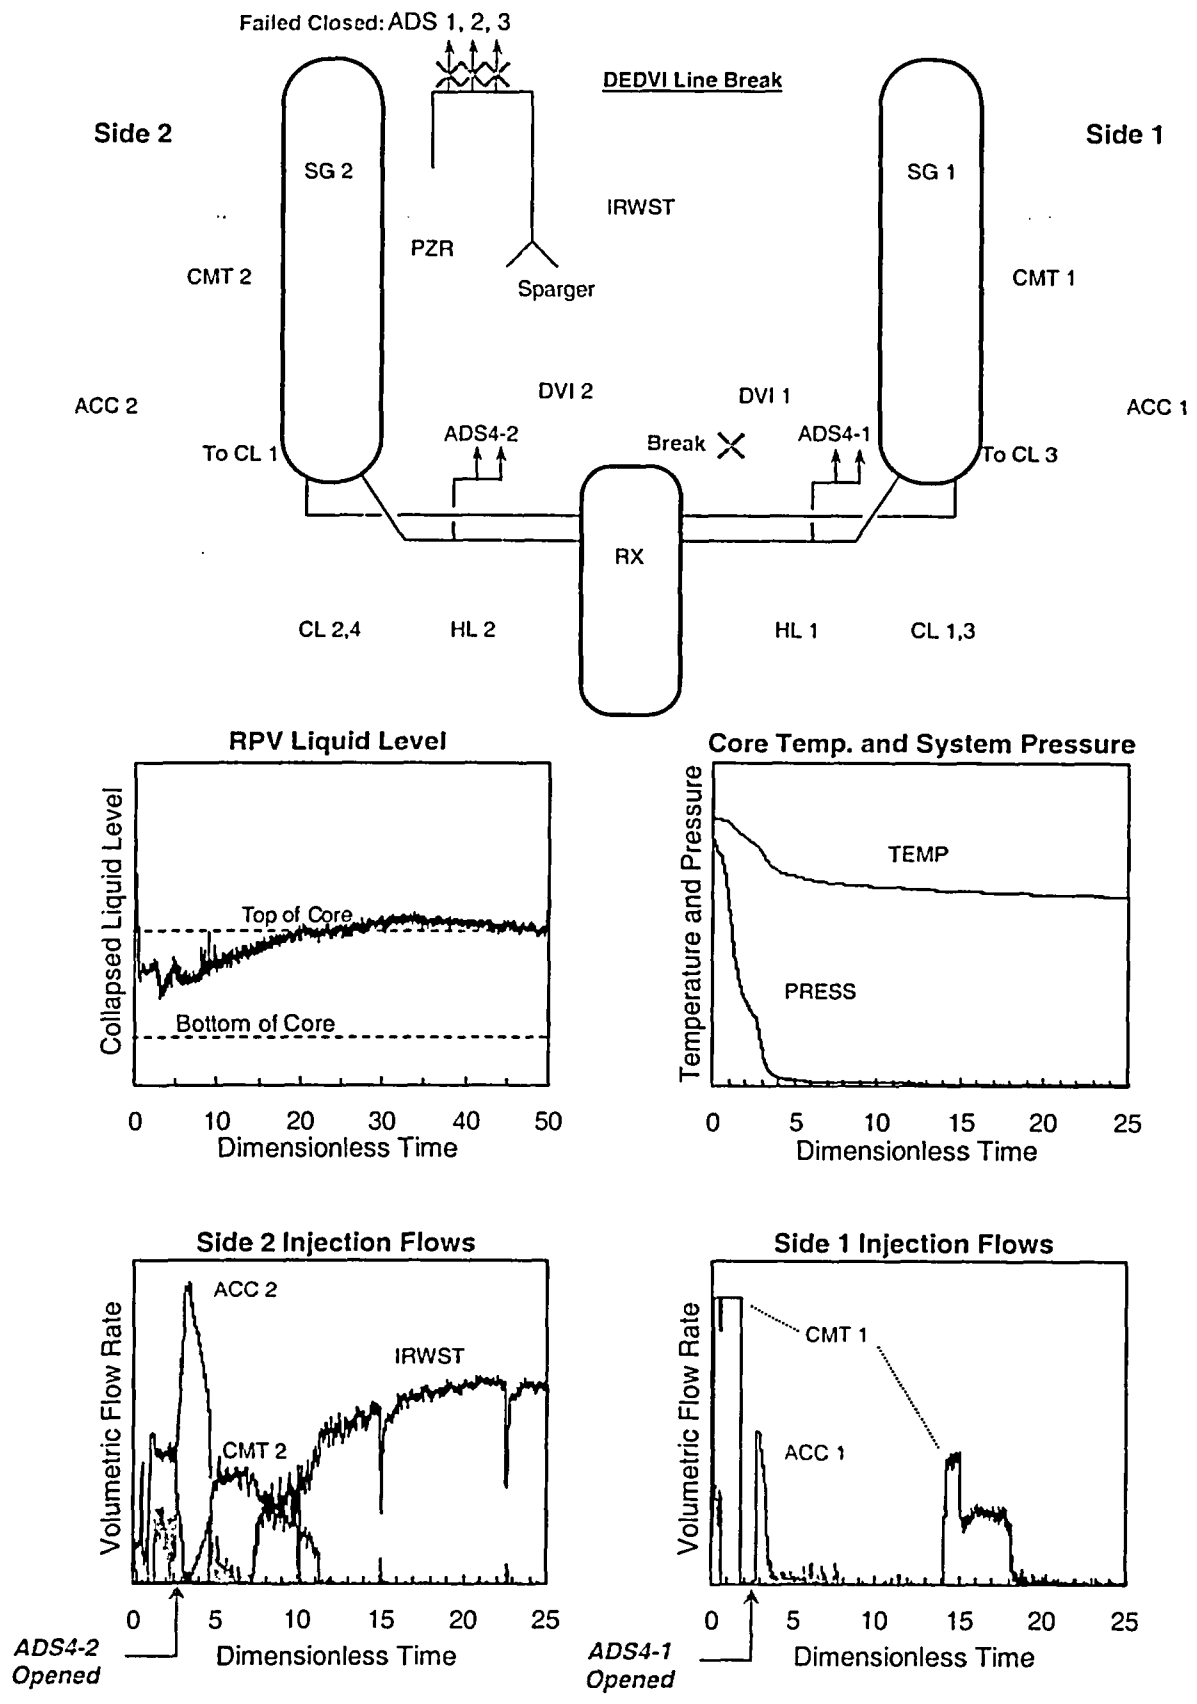 Failed Closed: ADS 1, 2, 3
DEDVI Line Break
Side 2
Side 1
SG 2
SG 1
IRWST
PZR
CMT 2
CMT 1
Sparger
DVI 2
DVI 1
ACC 2
ACC 1
ADS4-2
Break
ADS4-1
To CL 1
To CL 3
RX
CL 2,4
HL 2
HL 1
CL 1,3
RPV Liquid Level
Collapsed Liquid Level
Top of Core
Bottom of Core
0 10 20 30 40 50
Dimensionless Time
Core Temp. and System Pressure
Temperature and Pressure
TEMP
PRESS
0 5 10 15 20 25
Dimensionless Time
Side 2 Injection Flows
Volumetric Flow Rate
ACC 2
IRWST
CMT 2
0 5 10 15 20 25
Dimensionless Time
ADS4-2
Opened
Side 1 Injection Flows
Volumetric Flow Rate
CMT 1
ACC 1
0 5 10 15 20 25
Dimensionless Time
ADS4-1
Opened